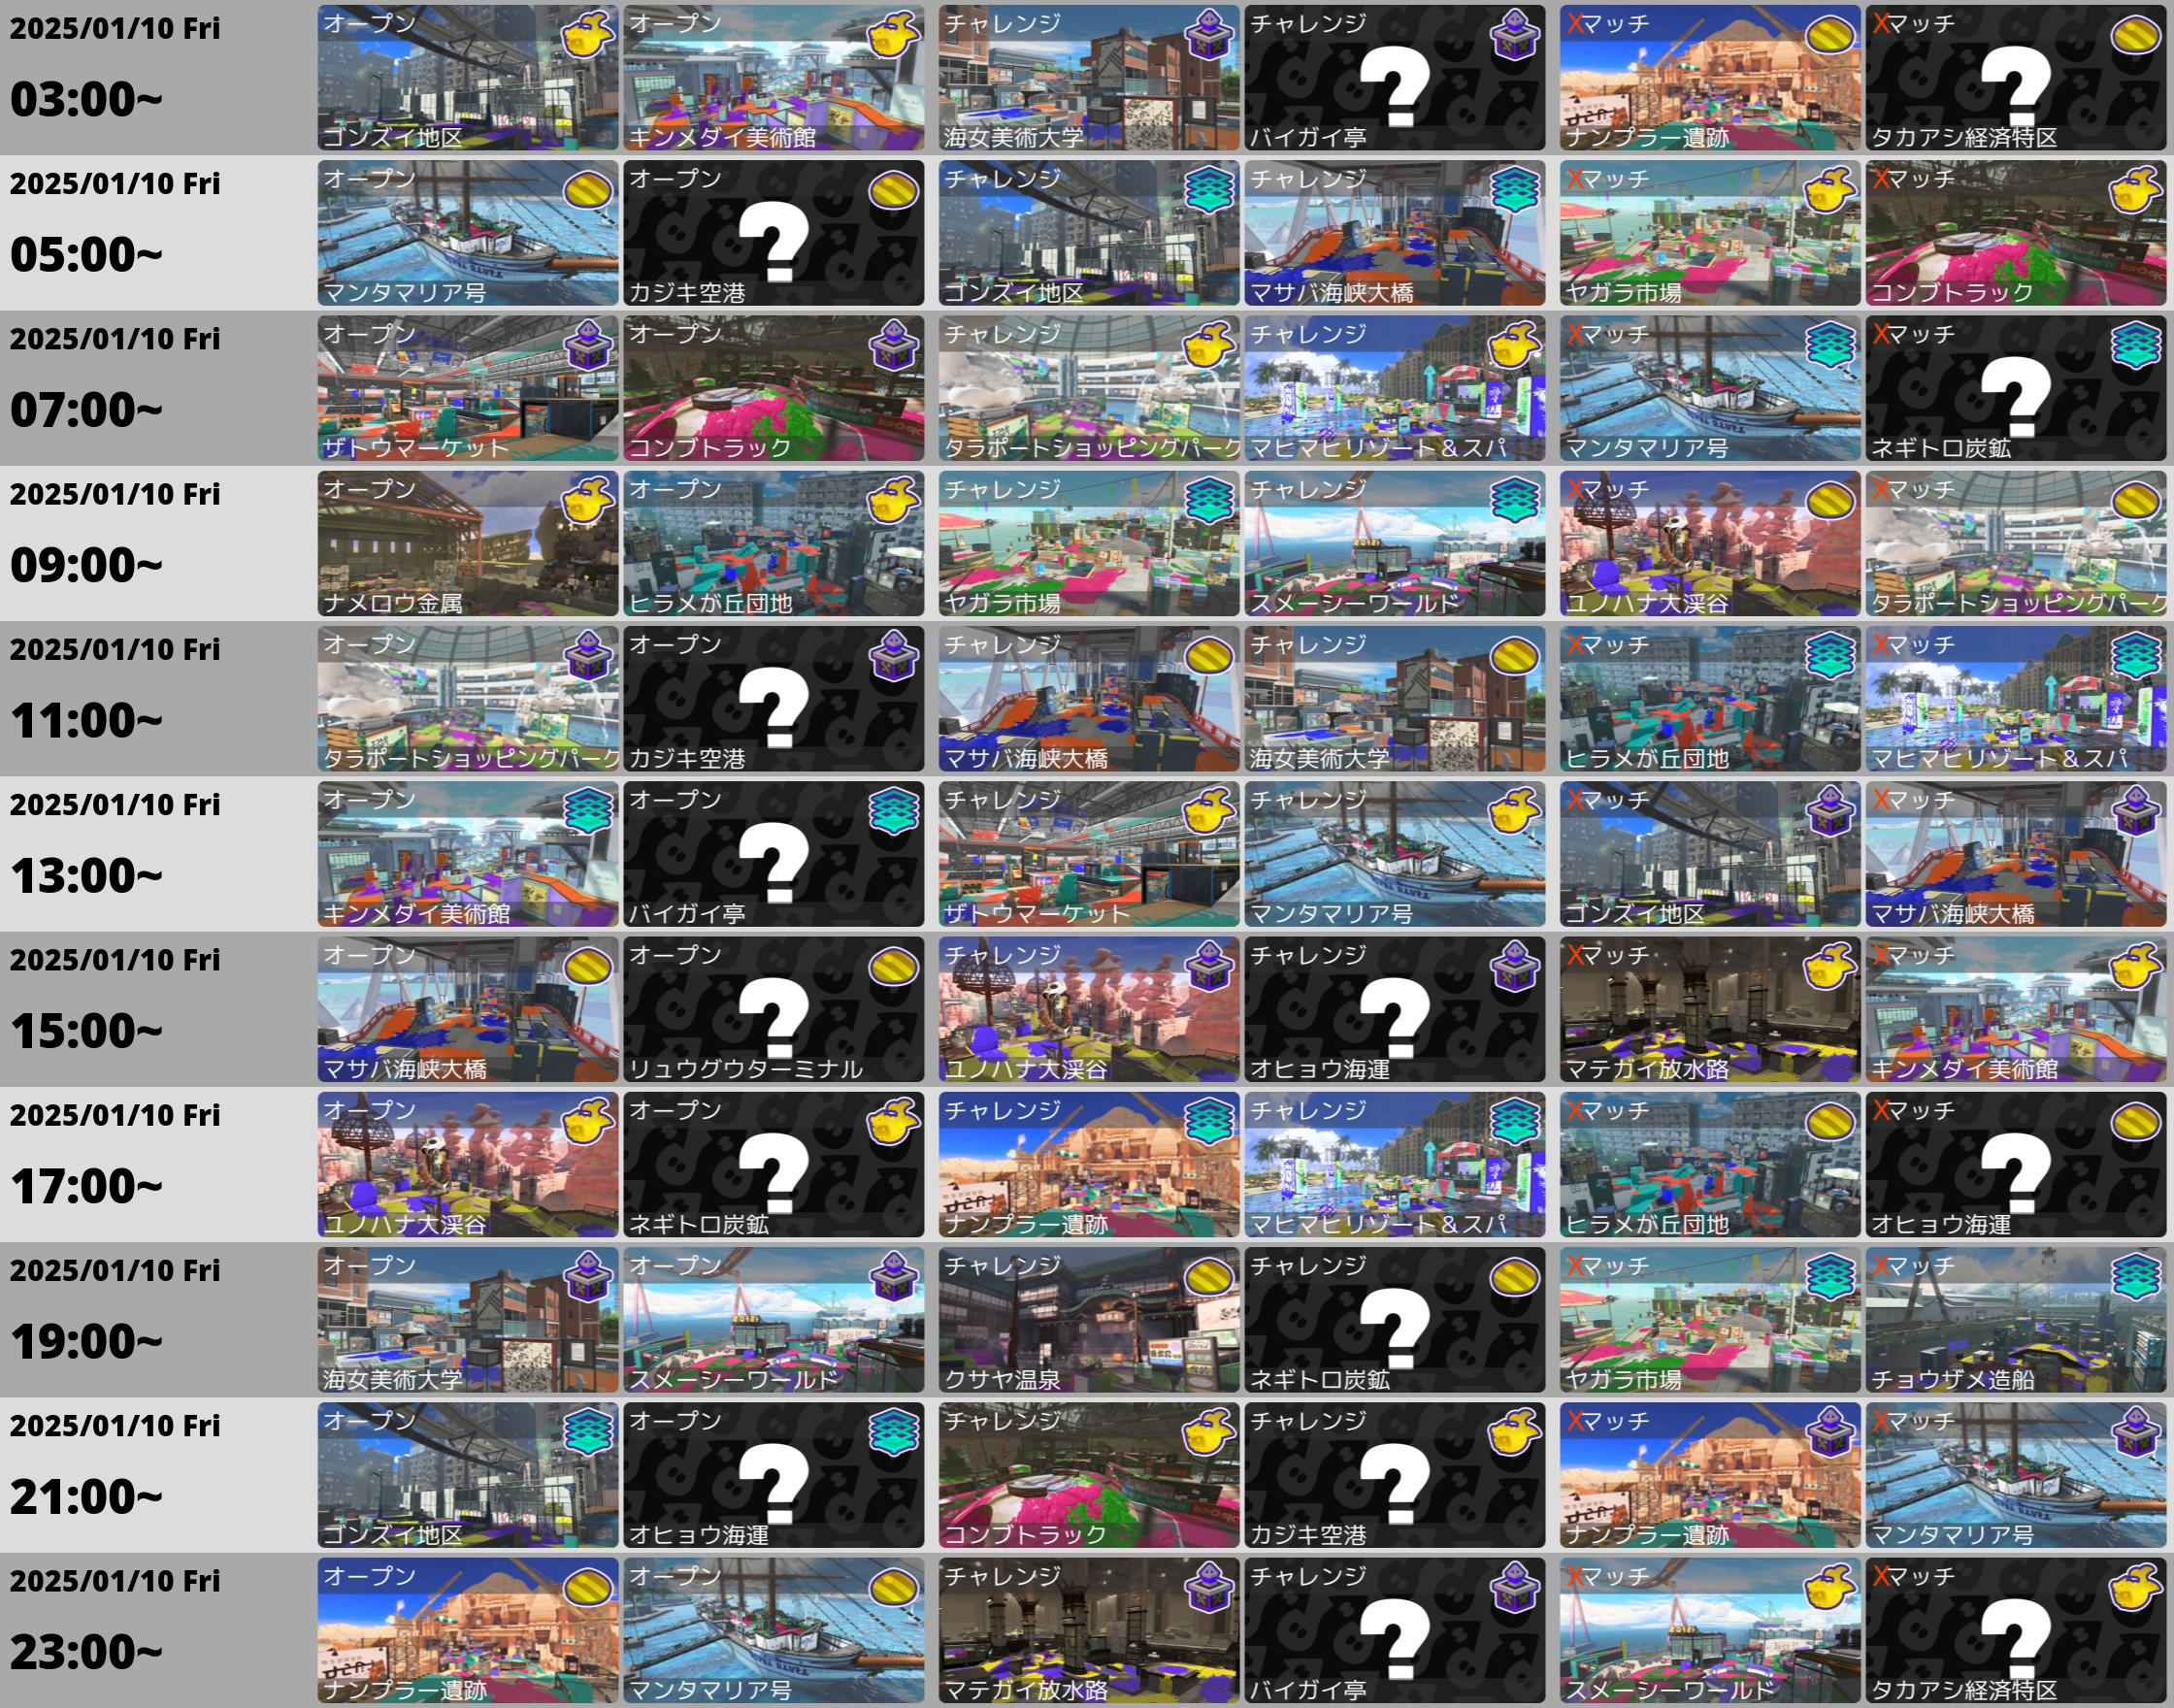 2025/01/10 Fri
03:00~
オープン
ゴンズイ地区
オープン
キンメダイ美術館
チャレンジ
海女美術大学
チャレンジ
バイガイ亭
Xマッチ
ナンプラー遺跡
Xマッチ
タカアシ経済特区
2025/01/10 Fri
05:00~
オープン
マンタマリア号
オープン
カジキ空港
チャレンジ
ゴンズイ地区
チャレンジ
マサバ海峡大橋
Xマッチ
ヤガラ市場
Xマッチ
コンブトラック
2025/01/10 Fri
07:00~
オープン
ザトウマーケット
オープン
コンブトラック
チャレンジ
タラポートショッピングパーク
チャレンジ
マヒマヒリゾート＆スパ
Xマッチ
マンタマリア号
Xマッチ
ネギトロ炭鉱
2025/01/10 Fri
09:00~
オープン
ナメロウ金属
オープン
ヒラメが丘団地
チャレンジ
ヤガラ市場
チャレンジ
スメーシーワールド
Xマッチ
ユノハナ大渓谷
Xマッチ
タラポートショッピングパーク
2025/01/10 Fri
11:00~
オープン
タラポートショッピングパーク
オープン
カジキ空港
チャレンジ
マサバ海峡大橋
チャレンジ
海女美術大学
Xマッチ
ヒラメが丘団地
Xマッチ
マヒマヒリゾート＆スパ
2025/01/10 Fri
13:00~
オープン
キンメダイ美術館
オープン
バイガイ亭
チャレンジ
ザトウマーケット
チャレンジ
マンタマリア号
Xマッチ
ゴンズイ地区
Xマッチ
マサバ海峡大橋
2025/01/10 Fri
15:00~
オープン
マサバ海峡大橋
オープン
リュウグウターミナル
チャレンジ
ユノハナ大渓谷
チャレンジ
オヒョウ海運
Xマッチ
マテガイ放水路
Xマッチ
キンメダイ美術館
2025/01/10 Fri
17:00~
オープン
ユノハナ大渓谷
オープン
ネギトロ炭鉱
チャレンジ
ナンプラー遺跡
チャレンジ
マヒマヒリゾート＆スパ
Xマッチ
ヒラメが丘団地
Xマッチ
オヒョウ海運
2025/01/10 Fri
19:00~
オープン
海女美術大学
オープン
スメーシーワールド
チャレンジ
クサヤ温泉
チャレンジ
ネギトロ炭鉱
Xマッチ
ヤガラ市場
Xマッチ
チョウザメ造船
2025/01/10 Fri
21:00~
オープン
ゴンズイ地区
オープン
オヒョウ海運
チャレンジ
コンブトラック
チャレンジ
カジキ空港
Xマッチ
ナンプラー遺跡
Xマッチ
マンタマリア号
2025/01/10 Fri
23:00~
オープン
ナンプラー遺跡
オープン
マンタマリア号
チャレンジ
マテガイ放水路
チャレンジ
バイガイ亭
Xマッチ
スメーシーワールド
Xマッチ
タカアシ経済特区